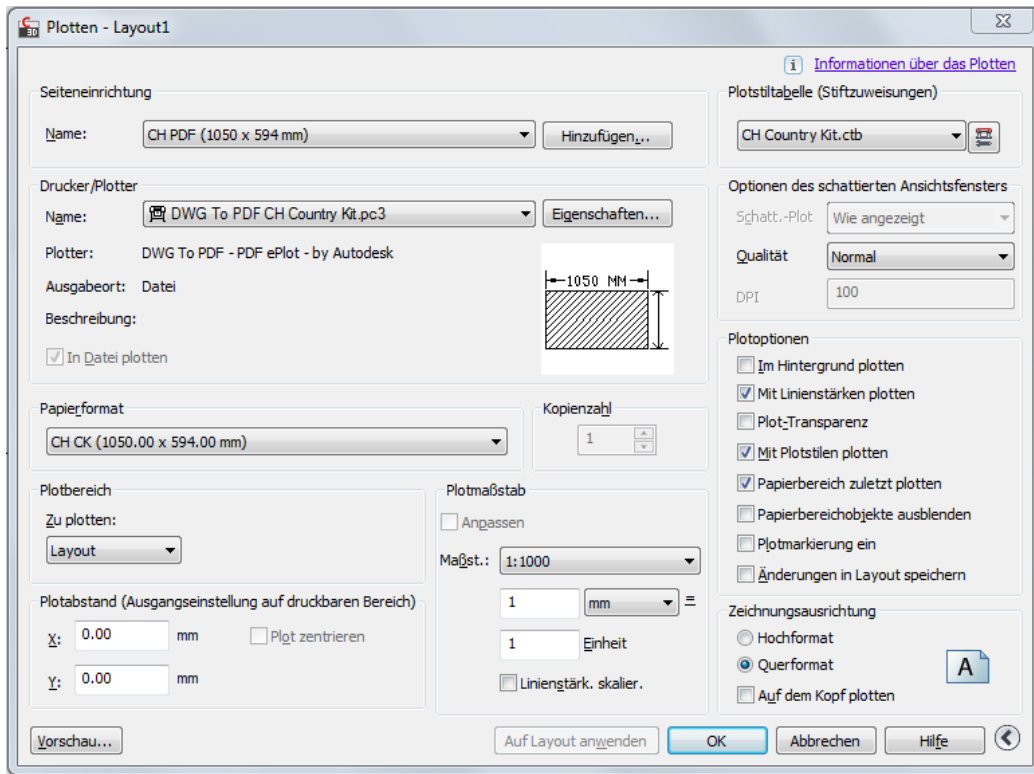 Plotten - Layout1
Informationen über das Plotten
Seiteneinrichtung
Name:
CH PDF (1050 x 594 mm)
Hinzufügen...
Plotstiltabelle (Stiftzuweisungen)
CH Country Kit.ctb
Drucker/Plotter
Name:
DWG To PDF CH Country Kit.pc3
Eigenschaften...
Plotter:
DWG To PDF - PDF ePlot - by Autodesk
Ausgabeort:
Datei
Beschreibung:
In Datei plotten
1050 MM
Optionen des schattierten Ansichtsfensters
Schatt.-Plot
Wie angezeigt
Qualität
Normal
DPI
100
Papierformat
CH CK (1050.00 x 594.00 mm)
Kopienzahl
1
Plotoptionen
Im Hintergrund plotten
Mit Linienstärken plotten
Plot-Transparenz
Mit Plotstilen plotten
Papierbereich zuletzt plotten
Papierbereichobjekte ausblenden
Plotmarkierung ein
Änderungen in Layout speichern
Plotbereich
Zu plotten:
Layout
Plotmaßstab
Anpassen
Maßst.:
1:1000
1
mm
=
1
Einheit
Linienstärk. skalier.
Plotabstand (Ausgangseinstellung auf druckbaren Bereich)
X:
0.00
mm
Plot zentrieren
Y:
0.00
mm
Zeichnungsausrichtung
Hochformat
Querformat
Auf dem Kopf plotten
A
Vorschau...
Auf Layout anwenden
OK
Abbrechen
Hilfe